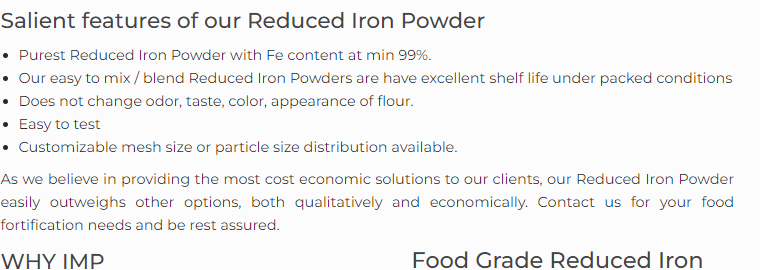 Salient features of our Reduced Iron Powder
• Purest Reduced Iron Powder with Fe content at min 99%.
• Our easy to mix / blend Reduced Iron Powders are have excellent shelf life under packed conditions
• Does not change odor, taste, color, appearance of flour.
• Easy to test
• Customizable mesh size or particle size distribution available.
As we believe in providing the most cost economic solutions to our clients, our Reduced Iron Powder
easily outweighs other options, both qualitatively and economically. Contact us for your food
fortification needs and be rest assured.
WHY IMP
Food Grade Reduced Iron